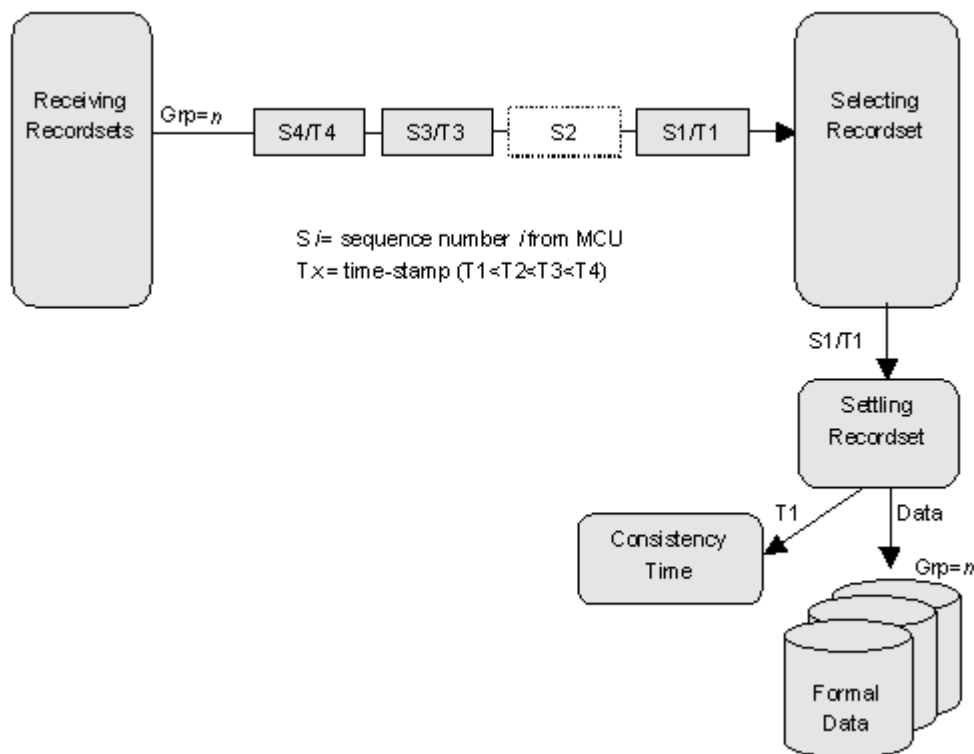 Receiving
Recordsets
Grp=n
S4/T4
S3/T3
S2
S1/T1
Selecting
Recordset
S i= sequence number i from MCU
Tx= time-stamp (T1<T2<T3<T4)
S1/T1
Settling
Recordset
T1
Data
Consistency
Time
Grp=n
Formal
Data